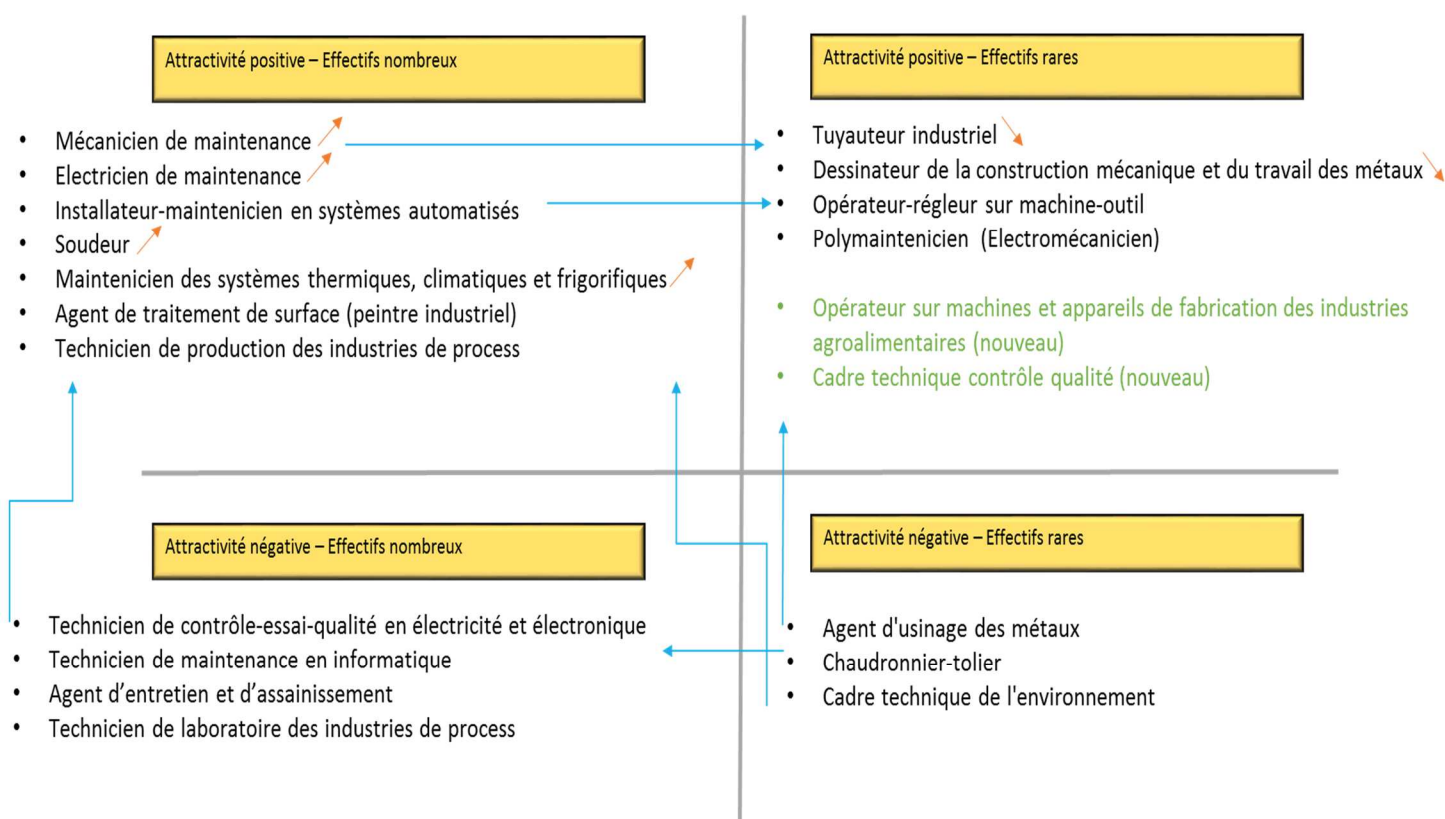 Attractivité positive – Effectifs nombreux
• Mécanicien de maintenance
• Electricien de maintenance
• Installateur-maintenicien en systèmes automatisés
• Soudeur
• Maintenicien des systèmes thermiques, climatiques et frigorifiques
• Agent de traitement de surface (peintre industriel)
• Technicien de production des industries de process
Attractivité positive – Effectifs rares
• Tuyauteur industriel
• Dessinateur de la construction mécanique et du travail des métaux
• Opérateur-régleur sur machine-outil
• Polymaintenicien (Electromécanicien)
• Opérateur sur machines et appareils de fabrication des industries
agroalimentaires (nouveau)
• Cadre technique contrôle qualité (nouveau)
Attractivité négative – Effectifs nombreux
• Technicien de contrôle-essai-qualité en électricité et électronique
• Technicien de maintenance en informatique
• Agent d’entretien et d’assainissement
• Technicien de laboratoire des industries de process
Attractivité négative – Effectifs rares
• Agent d'usinage des métaux
• Chaudronnier-tolier
• Cadre technique de l'environnement